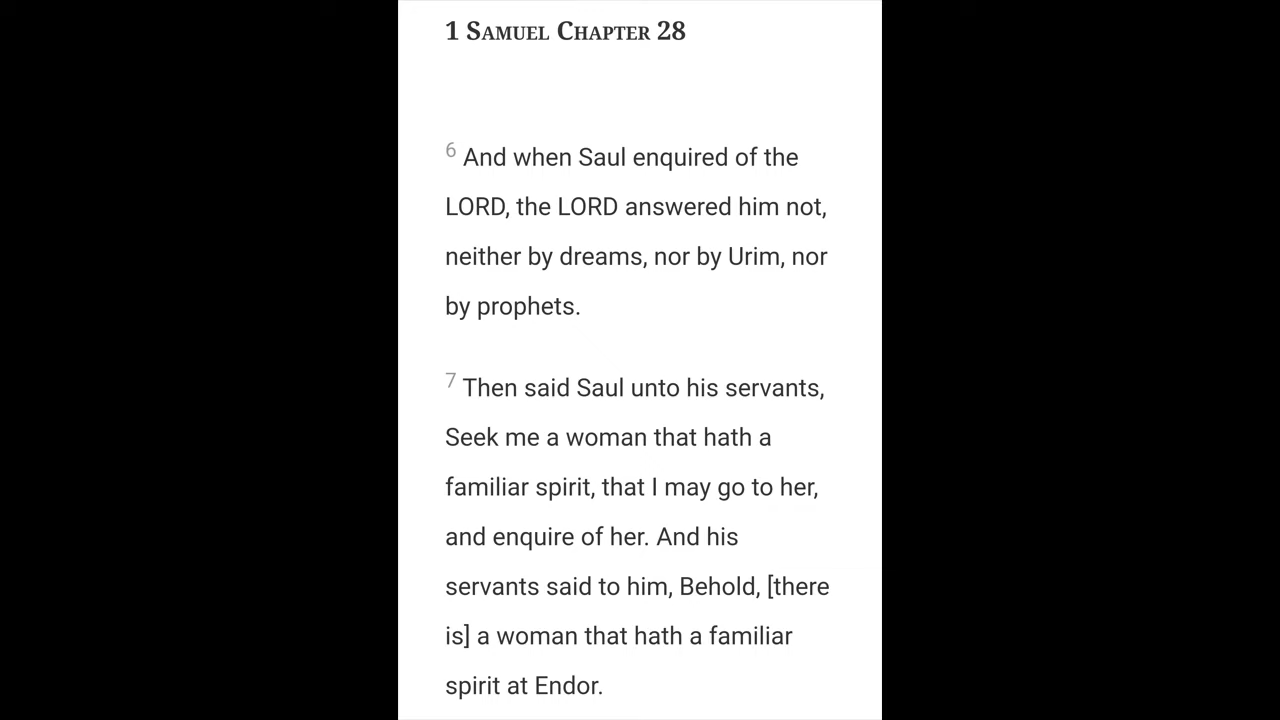 1 Samuel Chapter 28
6 And when Saul enquired of the
LORD, the LORD answered him not,
neither by dreams, nor by Urim, nor
by prophets.
7 Then said Saul unto his servants,
Seek me a woman that hath a
familiar spirit, that I may go to her,
and enquire of her. And his
servants said to him, Behold, [there
is] a woman that hath a familiar
spirit at Endor.